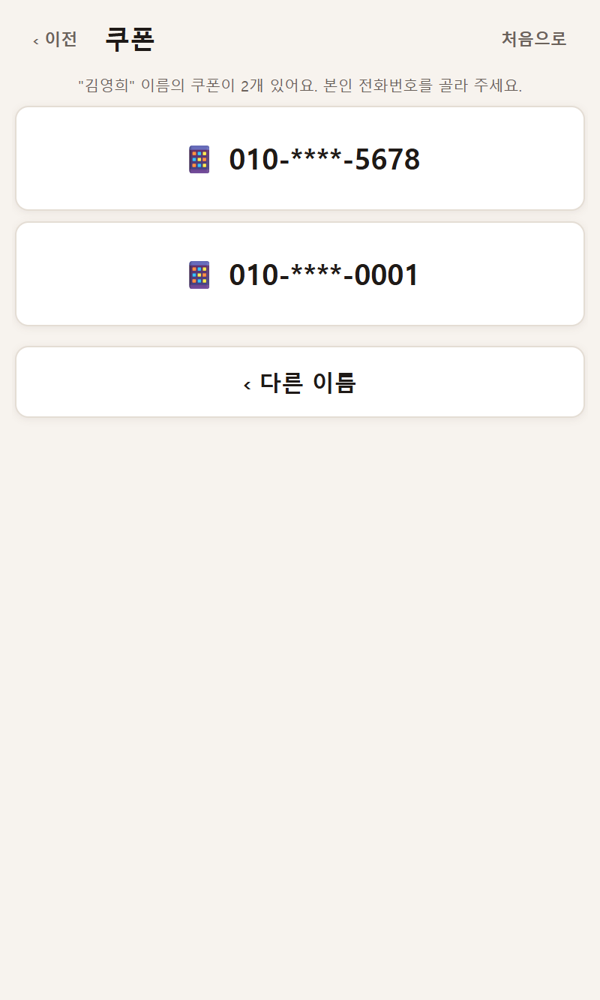 ‹ 이전
쿠폰
처음으로
"김영희" 이름의 쿠폰이 2개 있어요. 본인 전화번호를 골라 주세요.
010-****-5678
010-****-0001
‹ 다른 이름